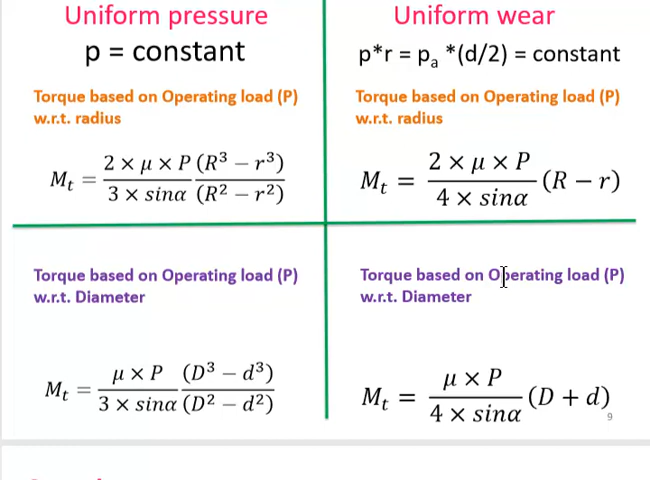 Uniform pressure
p = constant
Torque based on Operating load (P)
w.r.t. radius
M_t = (2 × μ × P (R³ − r³)) / (3 × sinα (R² − r²))
Torque based on Operating load (P)
w.r.t. Diameter
M_t = (μ × P (D³ − d³)) / (3 × sinα (D² − d²))
Uniform wear
p*r = pₐ *(d/2) = constant
Torque based on Operating load (P)
w.r.t. radius
M_t = (2 × μ × P) / (4 × sinα) (R − r)
Torque based on Operating load (P)
w.r.t. Diameter
M_t = (μ × P) / (4 × sinα) (D + d)
9